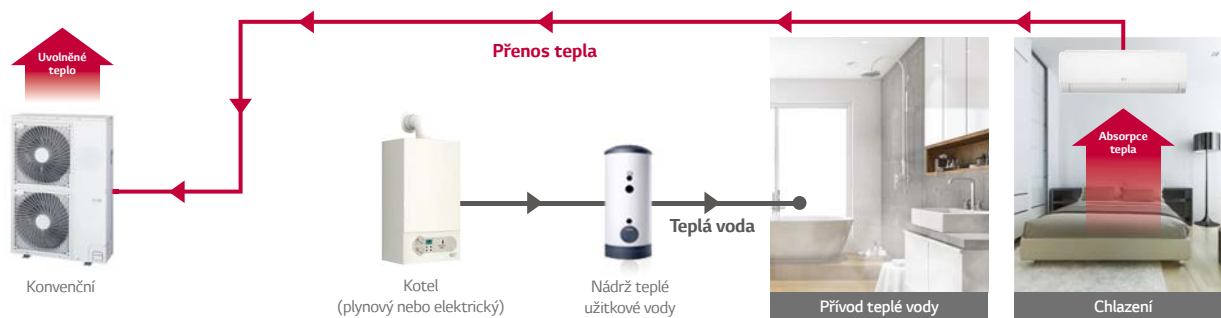 Uvolněné
teplo
Přenos tepla
Absorpce
tepla
Teplá voda
Konvenční
Kotel
(plynový nebo elektrický)
Nádrž teplé
užitkové vody
Přívod teplé vody
Chlazení